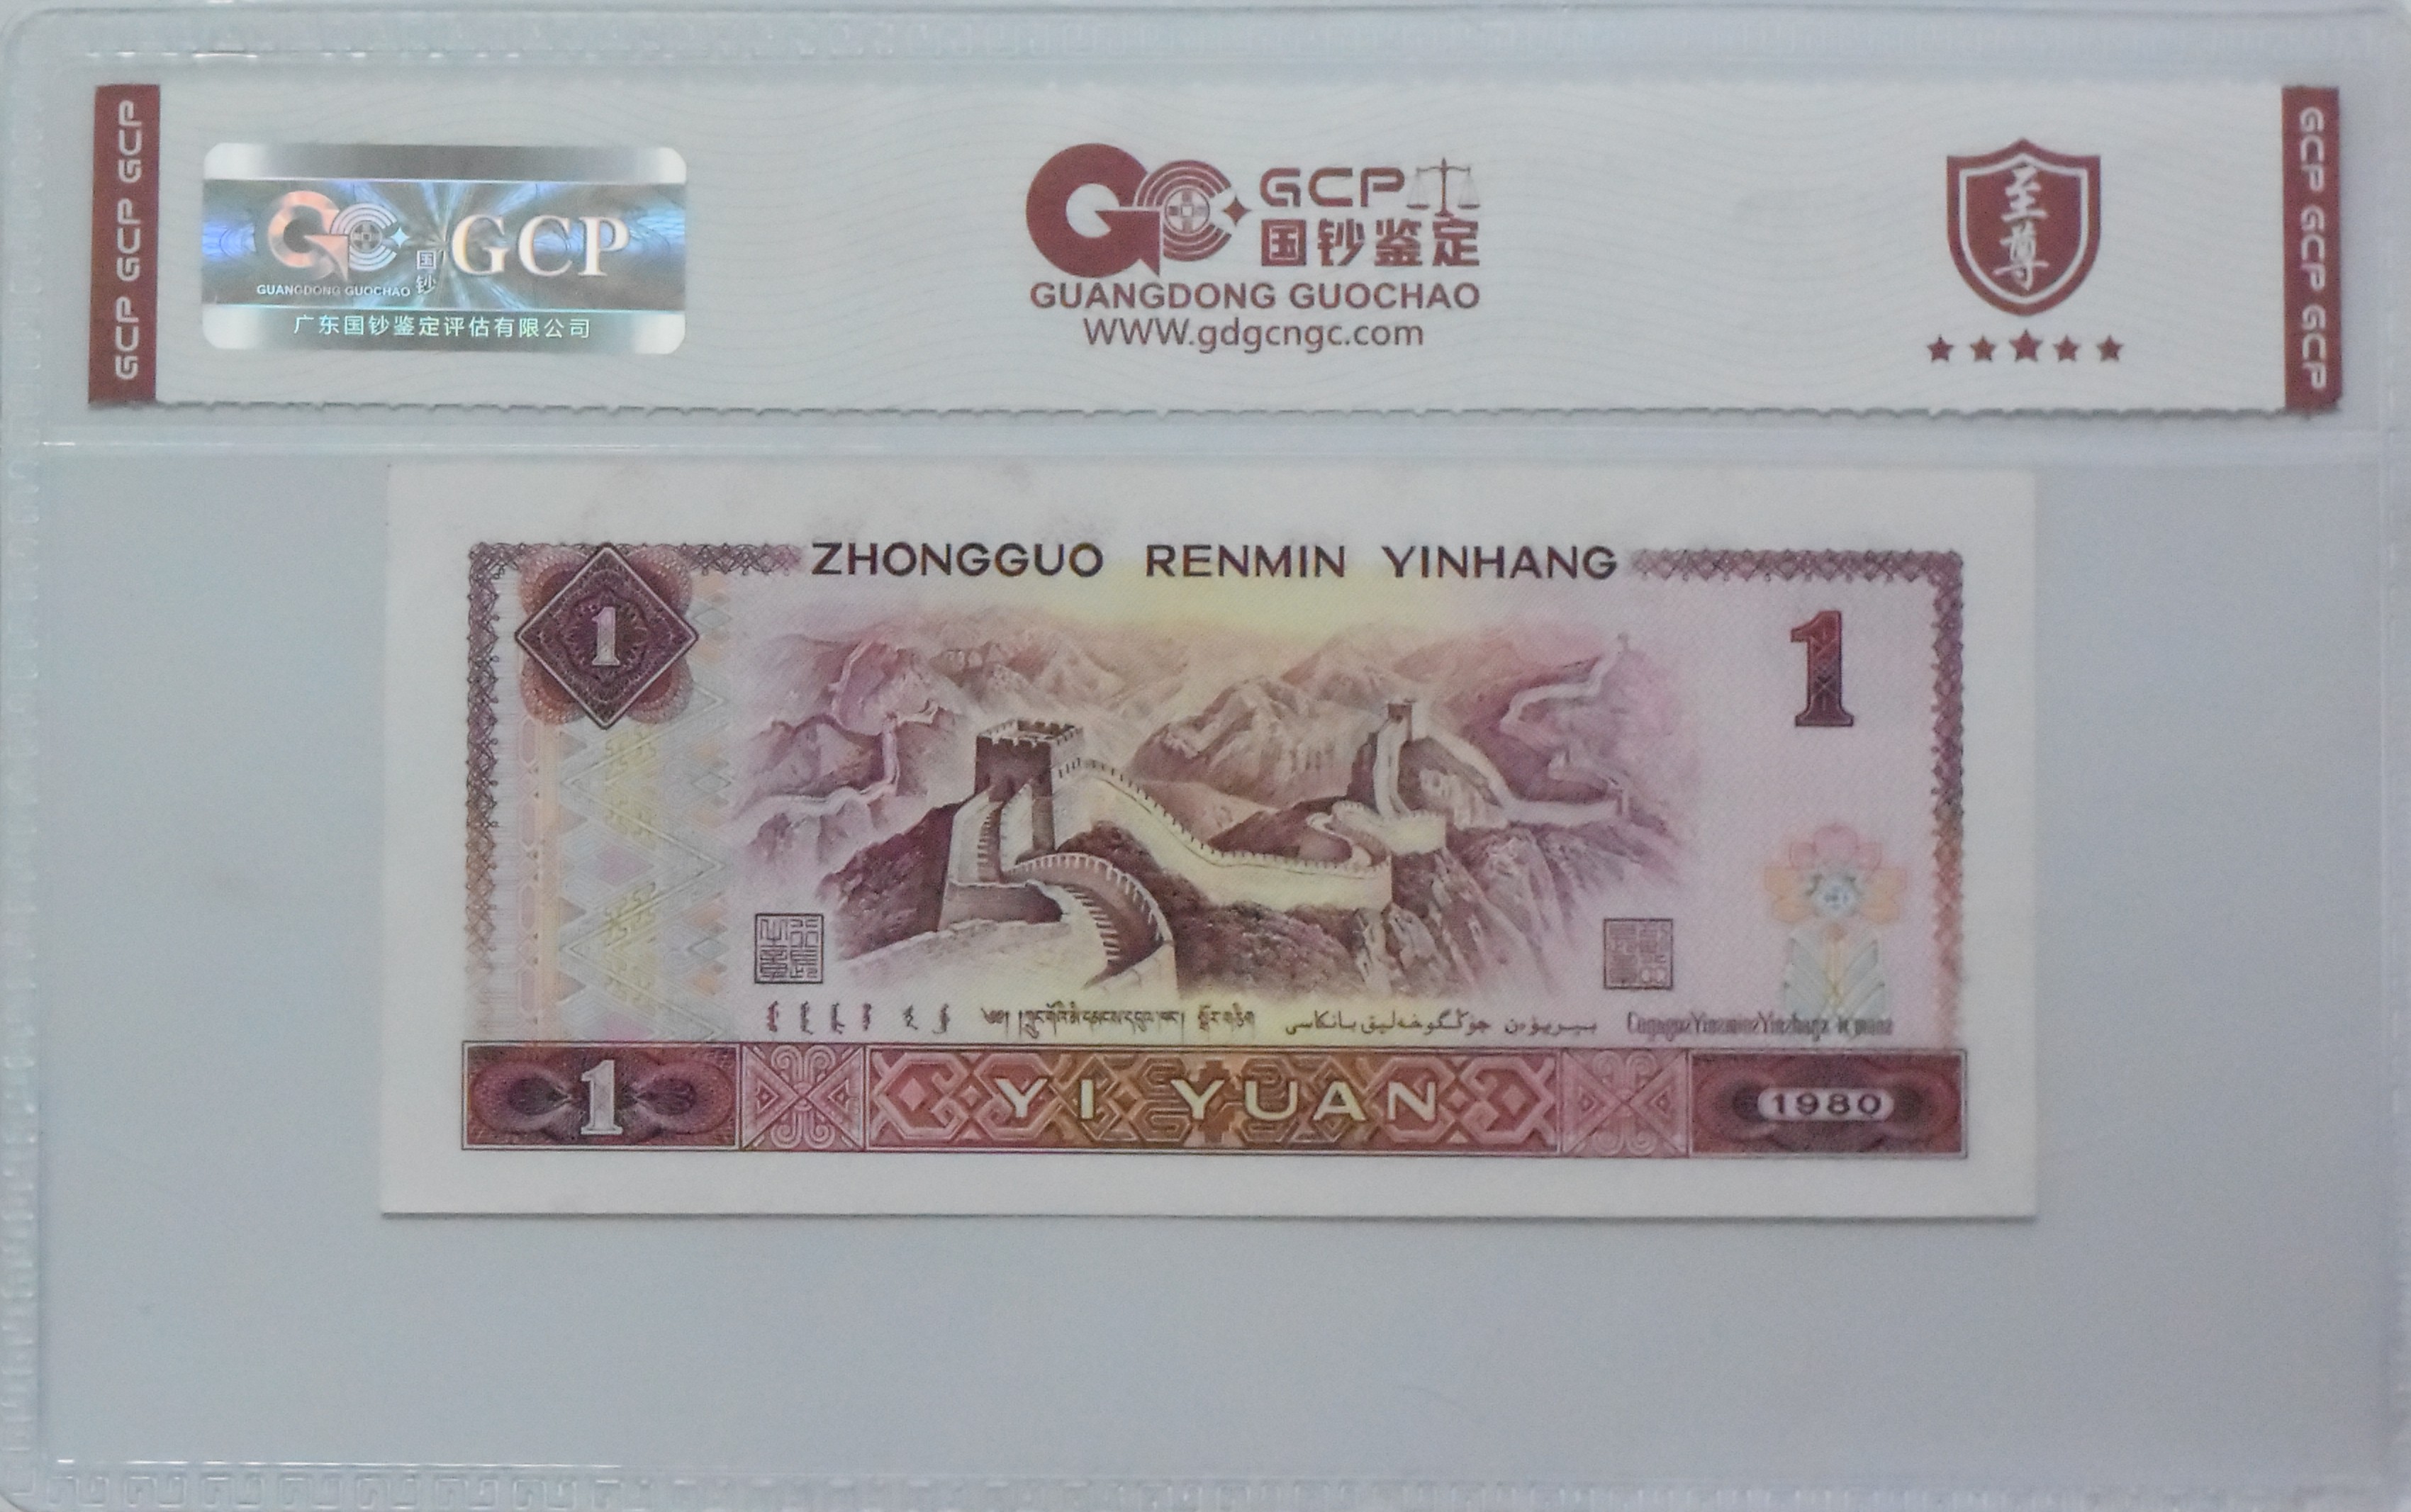 GCP GCP GCP
GCP
国钞
GUANGDONG GUOCHAO
广东国钞鉴定评估有限公司
GCP
国钞鉴定
GUANGDONG GUOCHAO
WWW.gdgcngc.com
至尊
GCP GCP GCP
ZHONGGUO RENMIN YINHANG
1
1
1
YI YUAN
1980